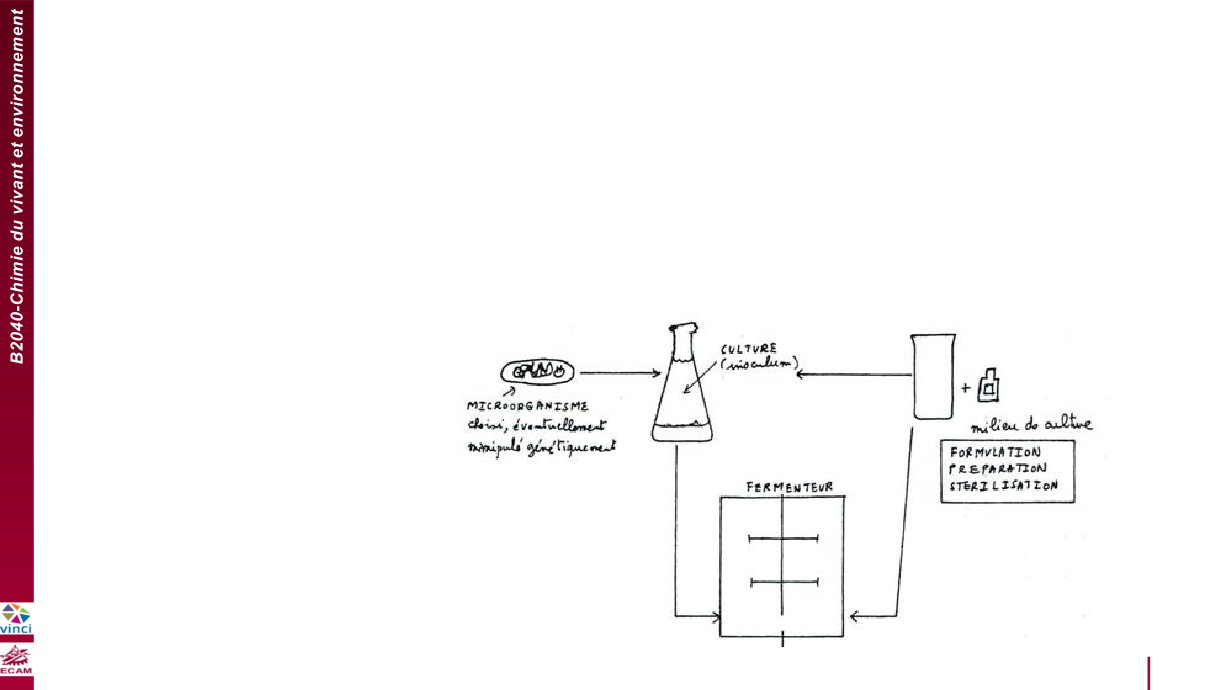 B2040-Chimie du vivant et environnement
CULTURE
(inoculum)
MICROORGANISME
choisi, éventuellement
manipulé génétiquement
+
milieu de culture
FORMULATION
PREPARATION
STERILISATION
FERMENTEUR
vinci
ECAM